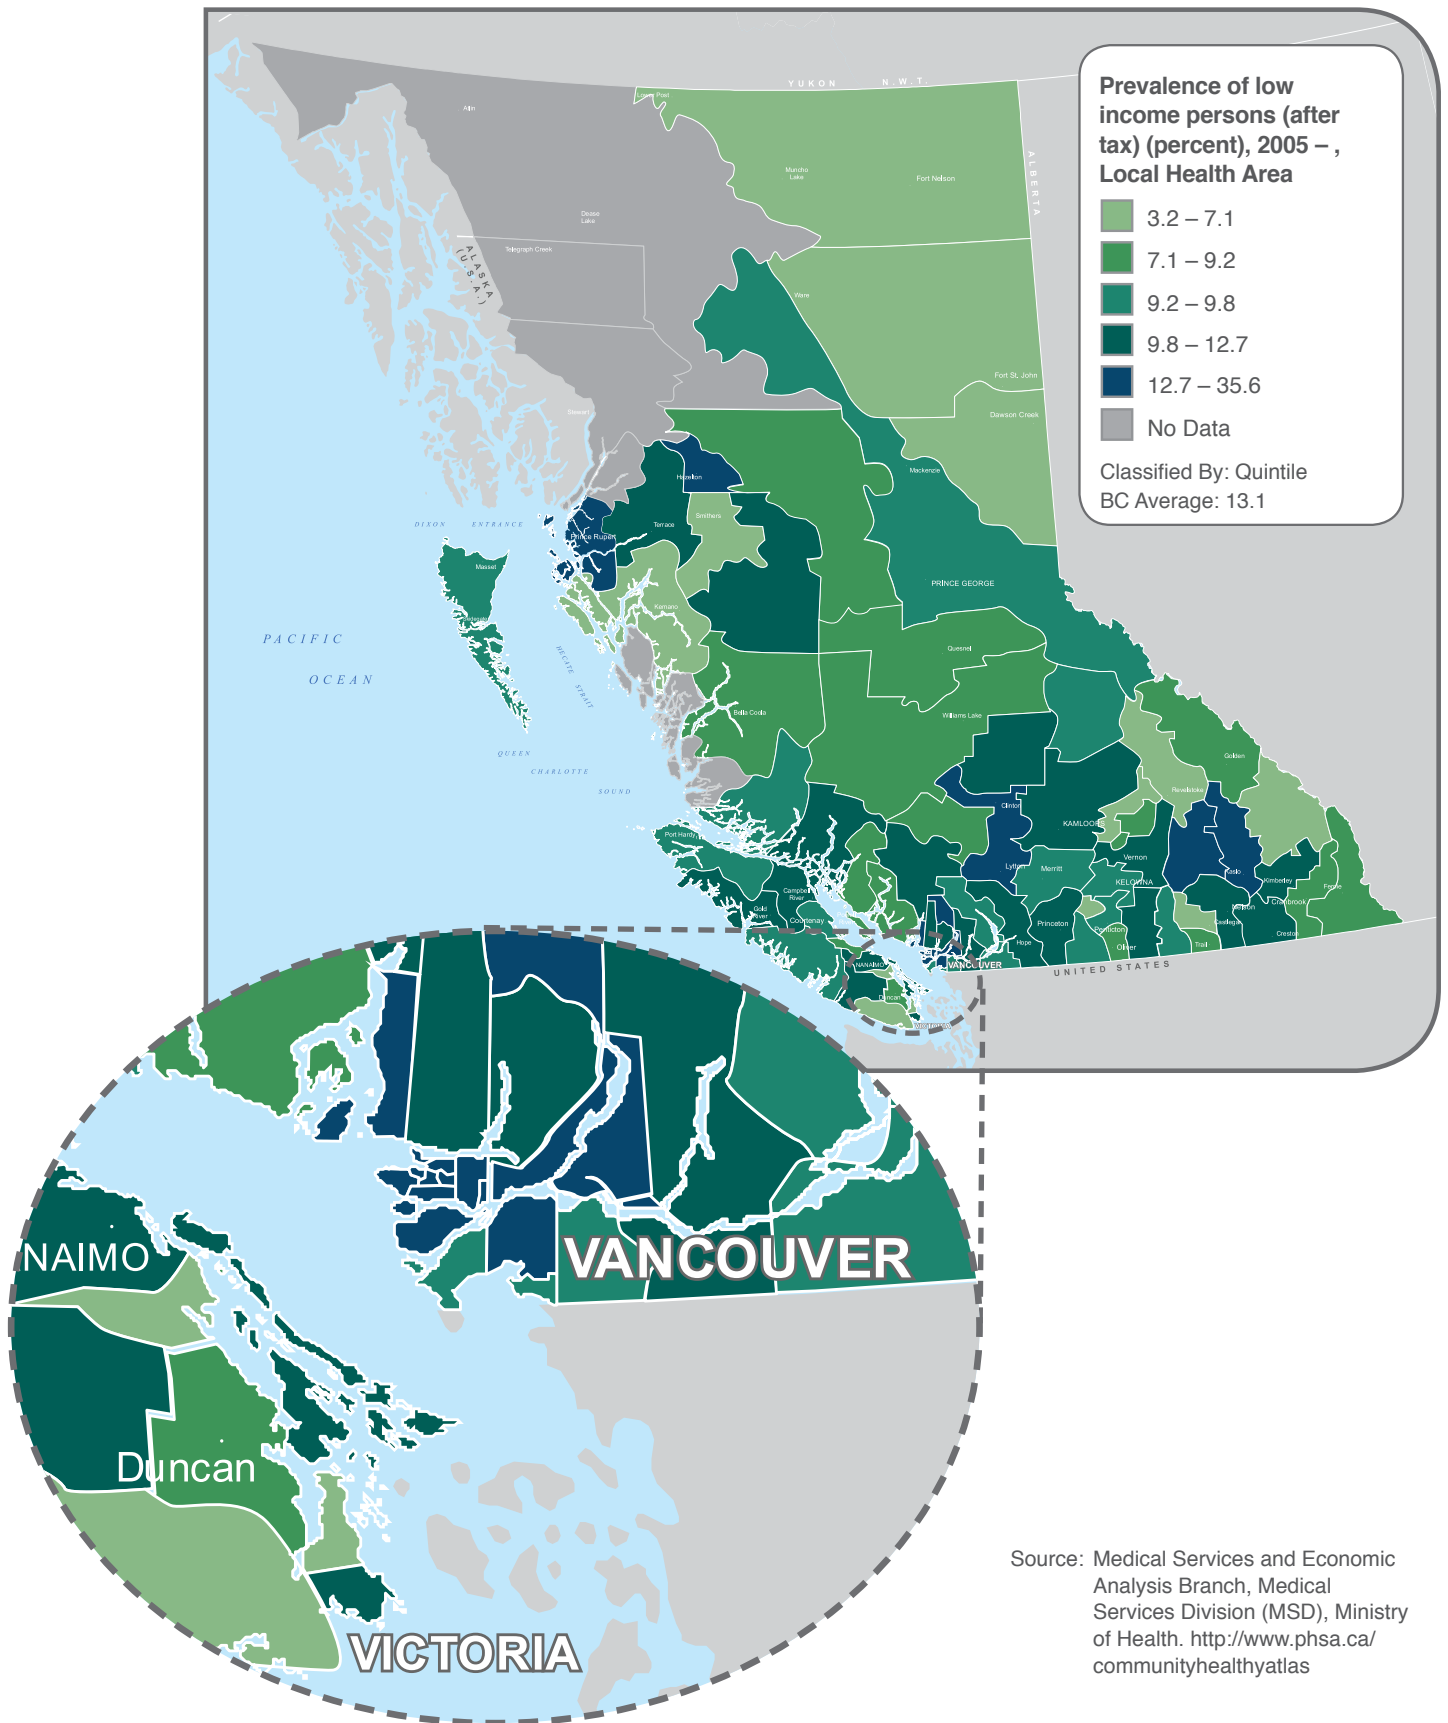 YUKON N.W.T.
Lower Post
Atlin
ALBERTA
Muncho
Lake
Fort Nelson
Dease
Lake
Telegraph Creek
ALASKA
(U.S.A.)
Ware
Fort St. John
Dawson Creek
Stewart
Mackenzie
Hazelton
Smithers
Terrace
Prince Rupert
DIXON ENTRANCE
Masset
PRINCE GEORGE
Kemano
PACIFIC
OCEAN
HECATE STRAIT
Quesnel
Bella Coola
Williams Lake
QUEEN
CHARLOTTE
SOUND
Golden
Revelstoke
Clinton
KAMLOOPS
Port Hardy
Vernon
Lytton
Merritt
Kaslo
KELOWNA
Kimberley
Fernie
Campbell
River
Gold
River
Courtenay
Princeton
Penticton
Nelson
Cranbrook
Castlegar
Creston
Hope
Oliver
Trail
NANAIMO
VANCOUVER
UNITED STATES
Duncan
VICTORIA
Prevalence of low
income persons (after
tax) (percent), 2005 – ,
Local Health Area
3.2 – 7.1
7.1 – 9.2
9.2 – 9.8
9.8 – 12.7
12.7 – 35.6
No Data
Classified By: Quintile
BC Average: 13.1
NAIMO
VANCOUVER
Duncan
VICTORIA
Source: Medical Services and Economic
Analysis Branch, Medical
Services Division (MSD), Ministry
of Health. http://www.phsa.ca/
communityhealthyatlas